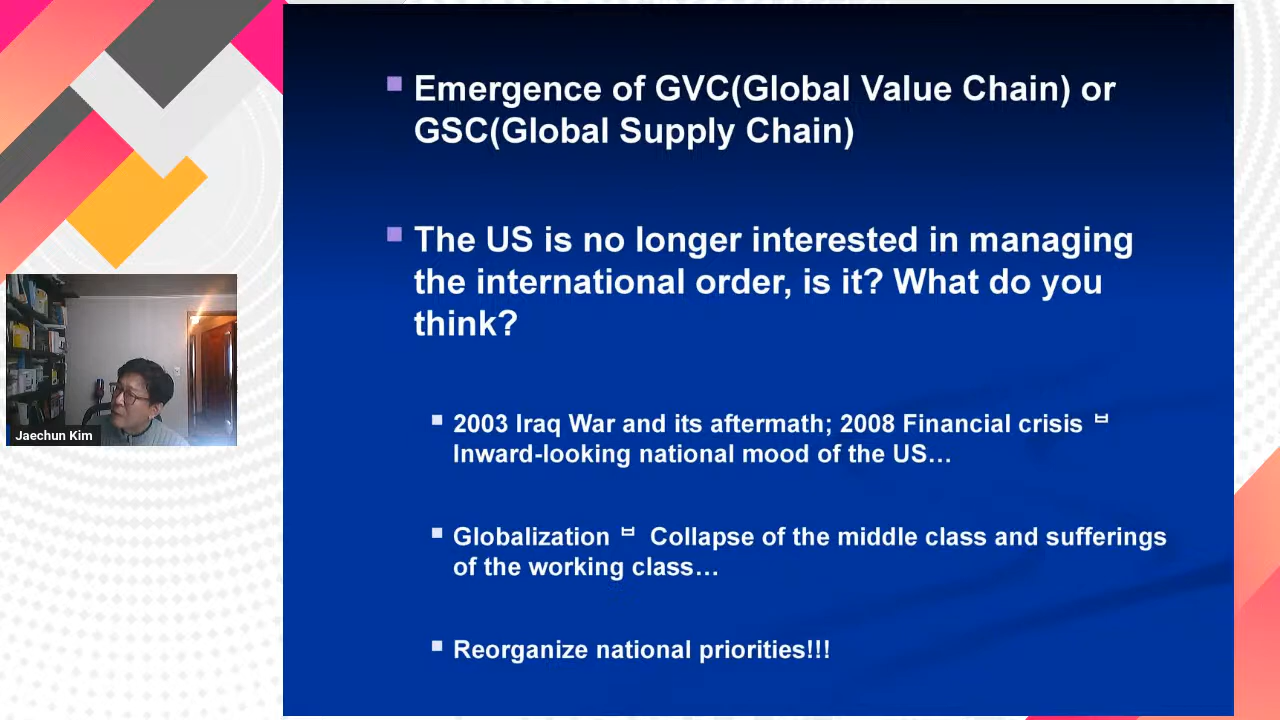 Emergence of GVC(Global Value Chain) or
GSC(Global Supply Chain)
The US is no longer interested in managing
the international order, is it? What do you
think?
2003 Iraq War and its aftermath; 2008 Financial crisis ㅁ
Inward-looking national mood of the US…
Globalization ㅁ Collapse of the middle class and sufferings
of the working class…
Reorganize national priorities!!!
Jaechun Kim